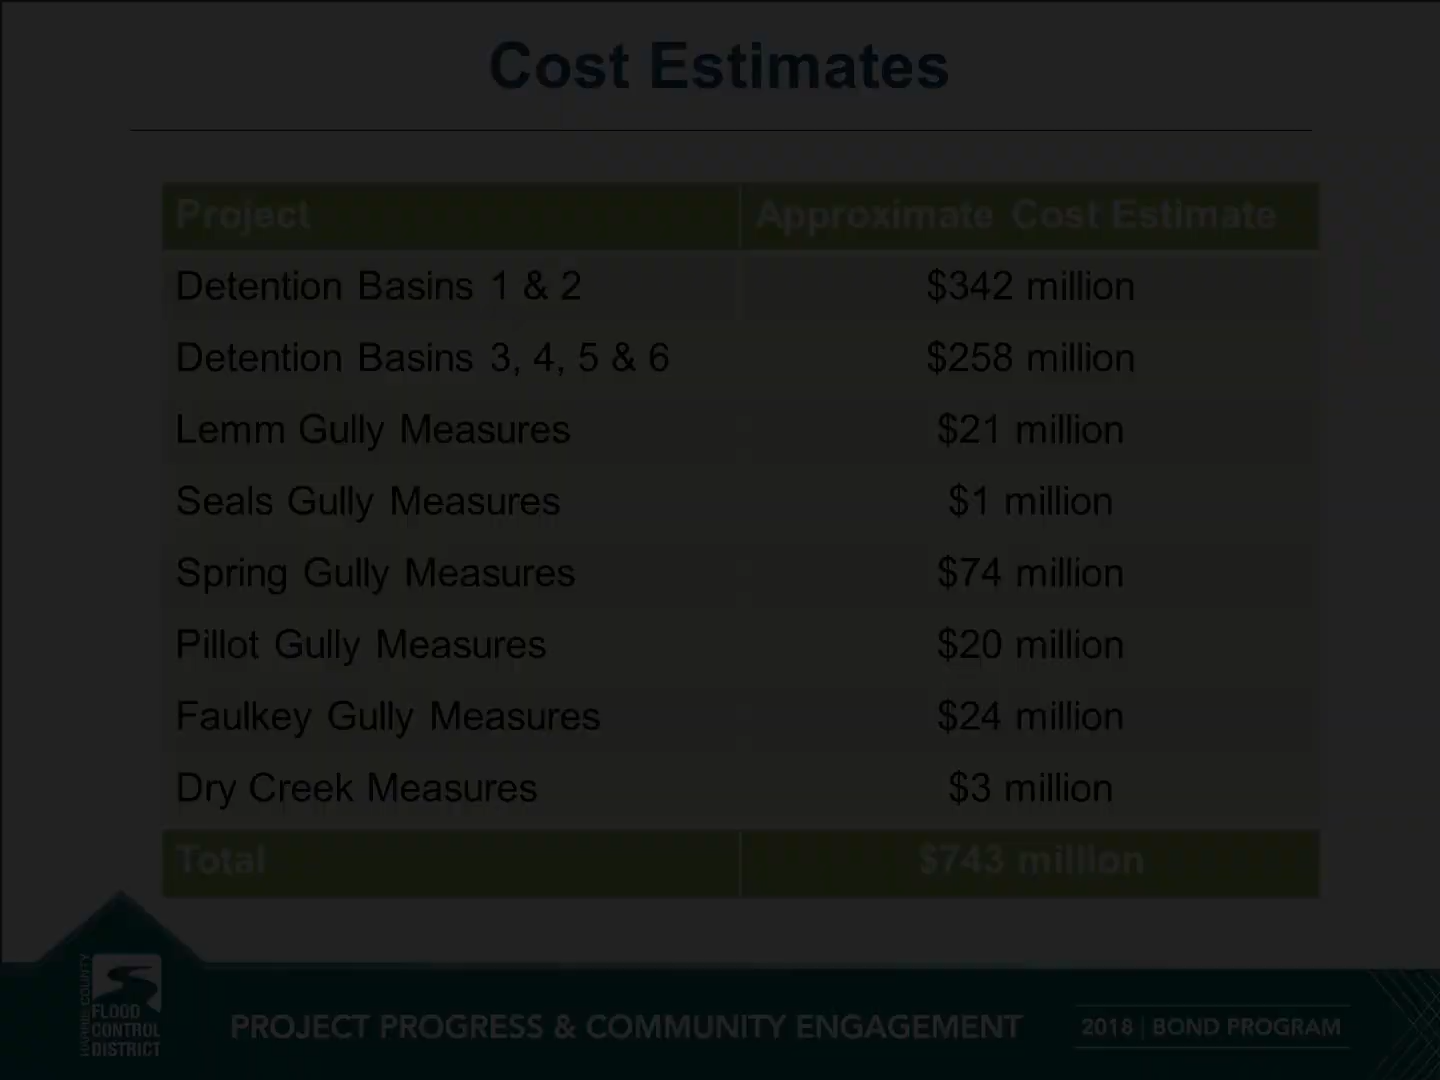 Cost Estimates
Project Approximate Cost Estimate
Detention Basins 1 & 2 $342 million
Detention Basins 3, 4, 5 & 6 $258 million
Lemm Gully Measures $21 million
Seals Gully Measures $1 million
Spring Gully Measures $74 million
Pillot Gully Measures $20 million
Faulkey Gully Measures $24 million
Dry Creek Measures $3 million
Total $743 million
HARRIS COUNTY
FLOOD
CONTROL
DISTRICT
PROJECT PROGRESS & COMMUNITY ENGAGEMENT
2018 | BOND PROGRAM